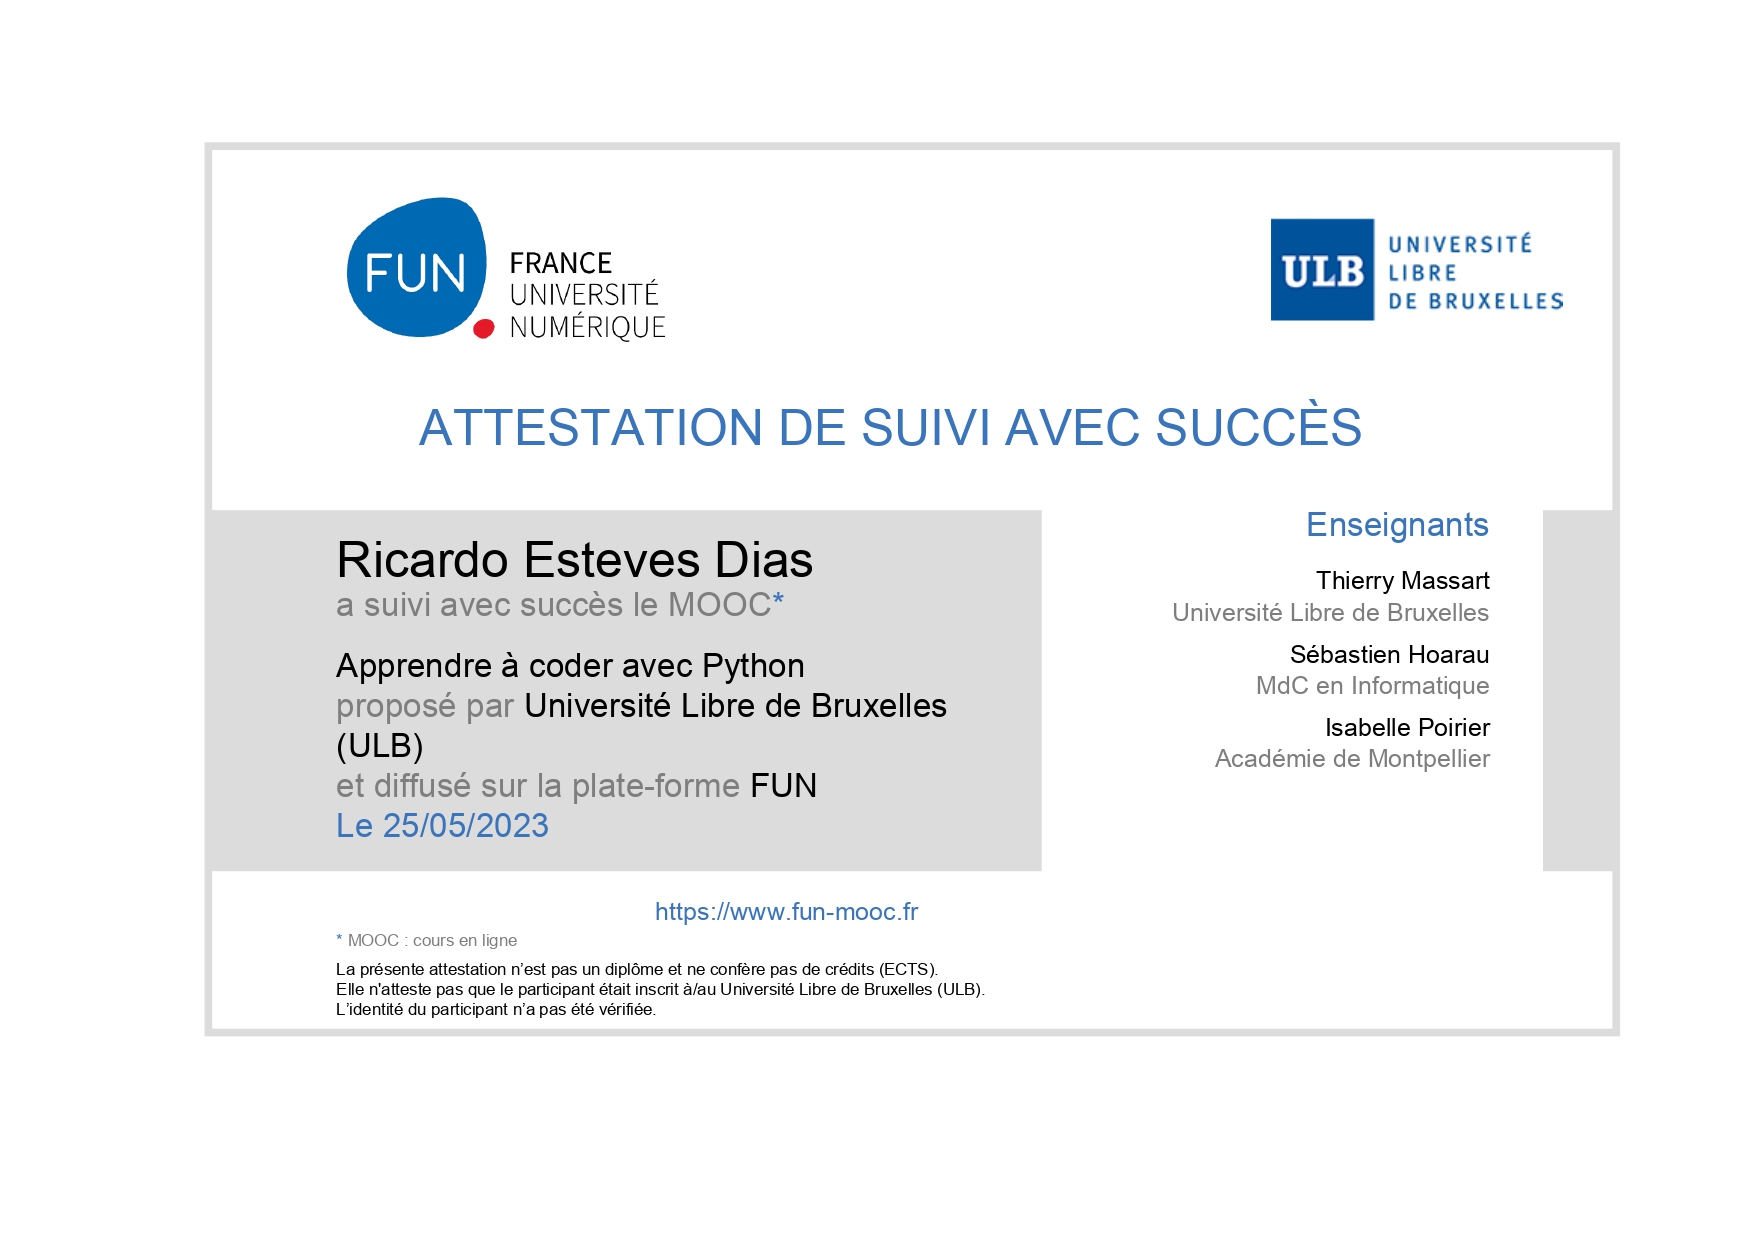 FUN
FRANCE
UNIVERSITÉ
NUMÉRIQUE
ULB
UNIVERSITÉ
LIBRE
DE BRUXELLES
ATTESTATION DE SUIVI AVEC SUCCÈS
Ricardo Esteves Dias
a suivi avec succès le MOOC*
Apprendre à coder avec Python
proposé par Université Libre de Bruxelles
(ULB)
et diffusé sur la plate-forme FUN
Le 25/05/2023
Enseignants
Thierry Massart
Université Libre de Bruxelles
Sébastien Hoarau
MdC en Informatique
Isabelle Poirier
Académie de Montpellier
https://www.fun-mooc.fr
* MOOC : cours en ligne
La présente attestation n’est pas un diplôme et ne confère pas de crédits (ECTS).
Elle n'atteste pas que le participant était inscrit à/au Université Libre de Bruxelles (ULB).
L’identité du participant n’a pas été vérifiée.